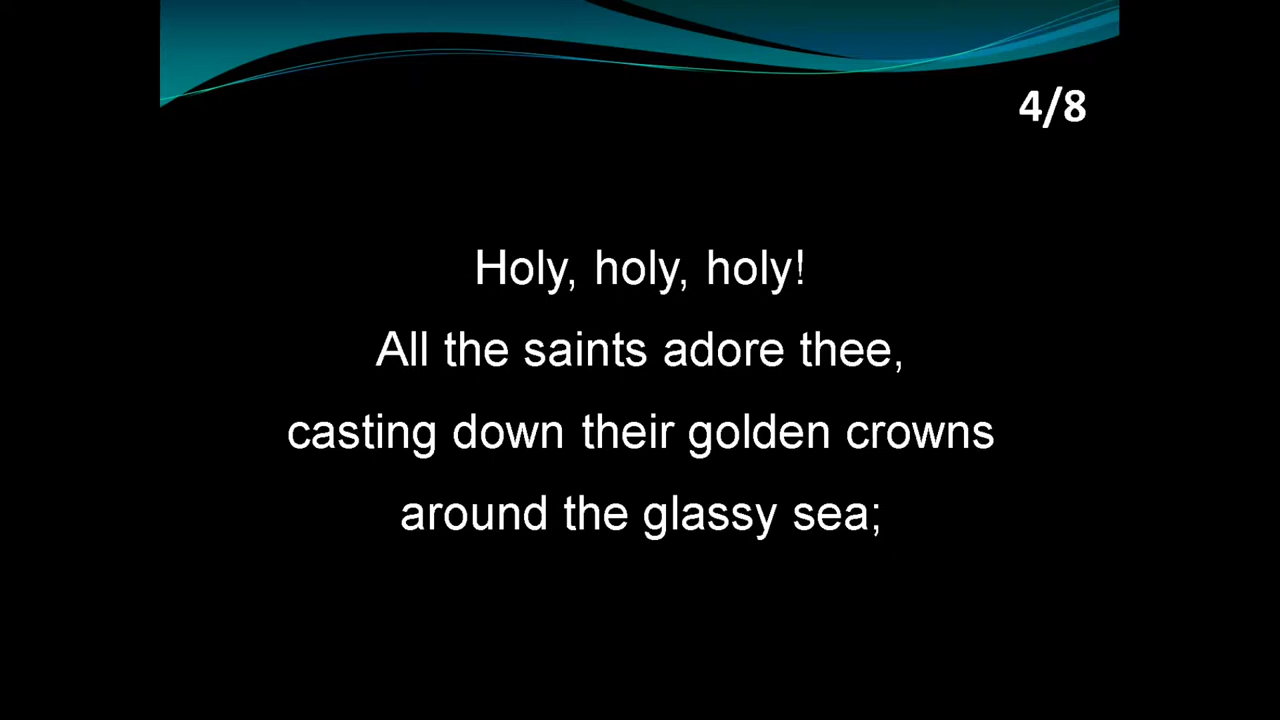 4/8
Holy, holy, holy!
All the saints adore thee,
casting down their golden crowns
around the glassy sea;